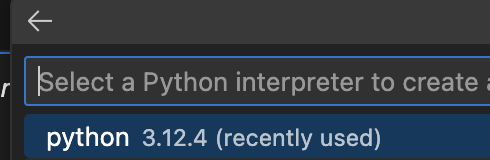 Select a Python interpreter to create
python 3.12.4 (recently used)